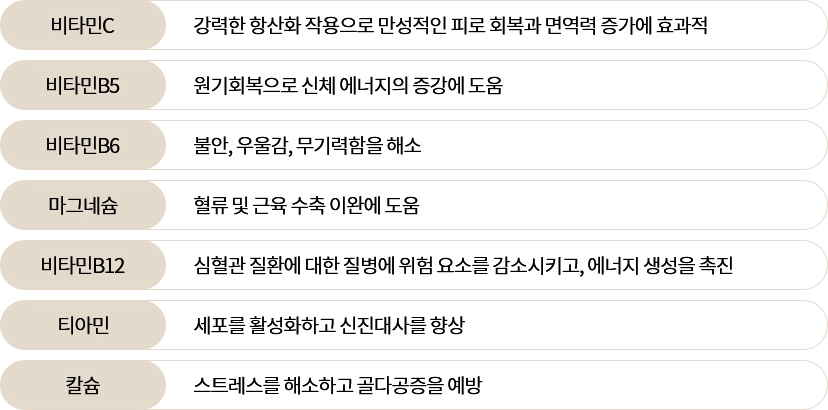 비타민C 강력한 항산화 작용으로 만성적인 피로 회복과 면역력 증가에 효과적
비타민B5 원기회복으로 신체 에너지의 증강에 도움
비타민B6 불안, 우울감, 무기력함을 해소
마그네슘 혈류 및 근육 수축 이완에 도움
비타민B12 심혈관 질환에 대한 질병에 위험 요소를 감소시키고, 에너지 생성을 촉진
티아민 세포를 활성화하고 신진대사를 향상
칼슘 스트레스를 해소하고 골다공증을 예방